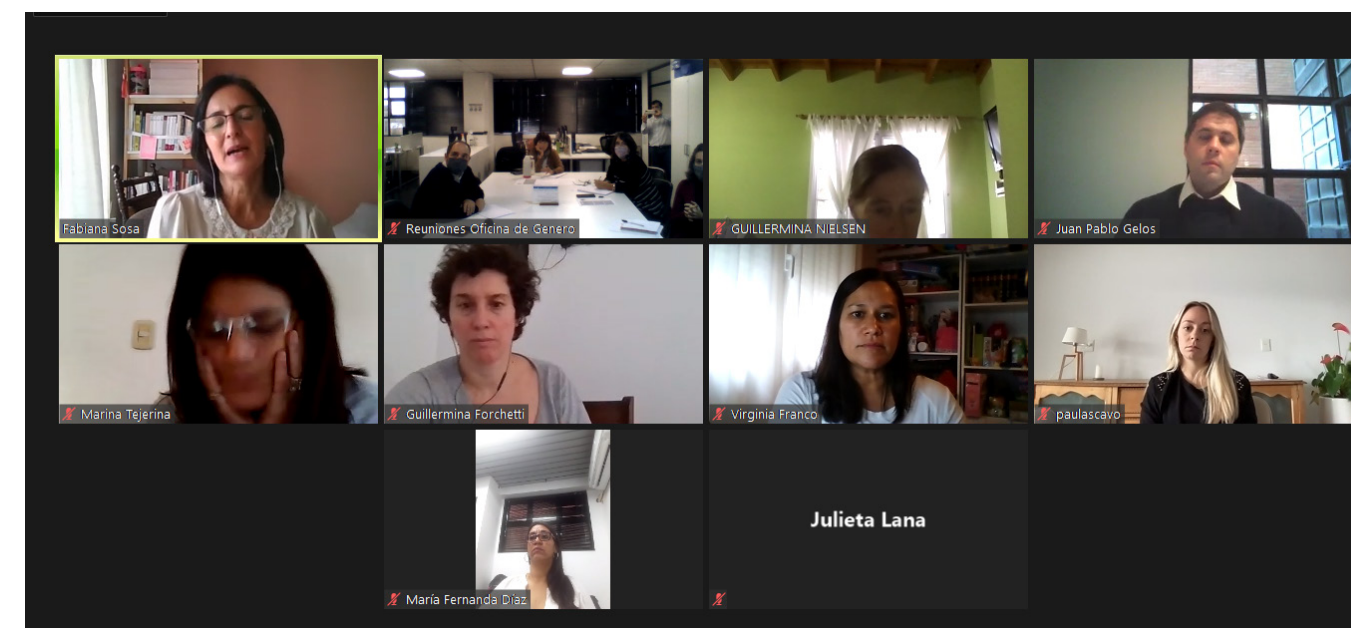 Fabiana Sosa
Reuniones Oficina de Genero
GUILLERMINA NIELSEN
Juan Pablo Gelos
Marina Tejerina
Guillermina Forchetti
Virginia Franco
paulascavo
María Fernanda Díaz
Julieta Lana